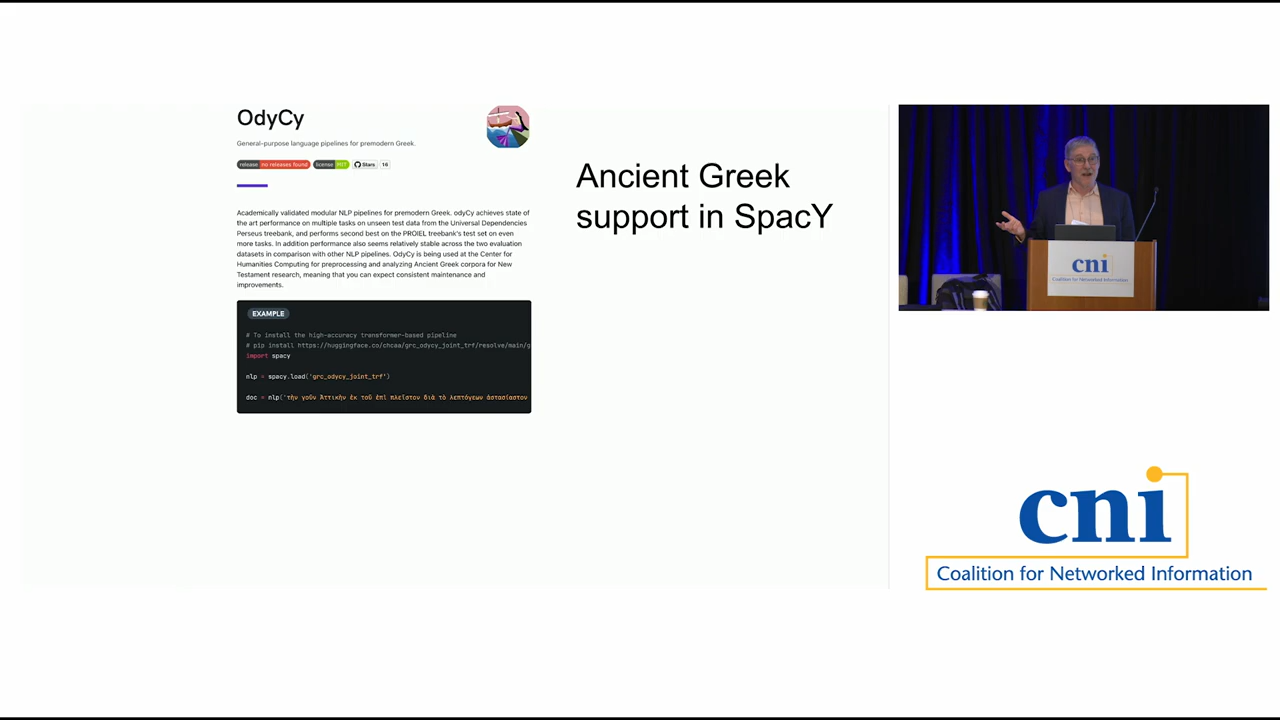 OdyCy
General-purpose language pipelines for premodern Greek.
release no releases found license MIT Stars 16
Academically validated modular NLP pipelines for premodern Greek. odyCy achieves state of
the art performance on multiple tasks on unseen test data from the Universal Dependencies
Perseus treebank, and performs second best on the PROIEL treebank's test set on even
more tasks. In addition performance also seems relatively stable across the two evaluation
datasets in comparison with other NLP pipelines. OdyCy is being used at the Center for
Humanities Computing for preprocessing and analyzing Ancient Greek corpora for New
Testament research, meaning that you can expect consistent maintenance and
improvements.
EXAMPLE
# To install the high-accuracy transformer-based pipeline
# pip install https://huggingface.co/chcaa/grc_odycy_joint_trf/resolve/main/g
import spacy
nlp = spacy.load('grc_odycy_joint_trf')
doc = nlp('τὴν γοῦν Ἀττικὴν ἐκ τοῦ ἐπὶ πλεῖστον διὰ τὸ λεπτόγεων ἀστασίαστον
Ancient Greek
support in SpacY
cni
Coalition for Networked Information
cni
Coalition for Networked Information